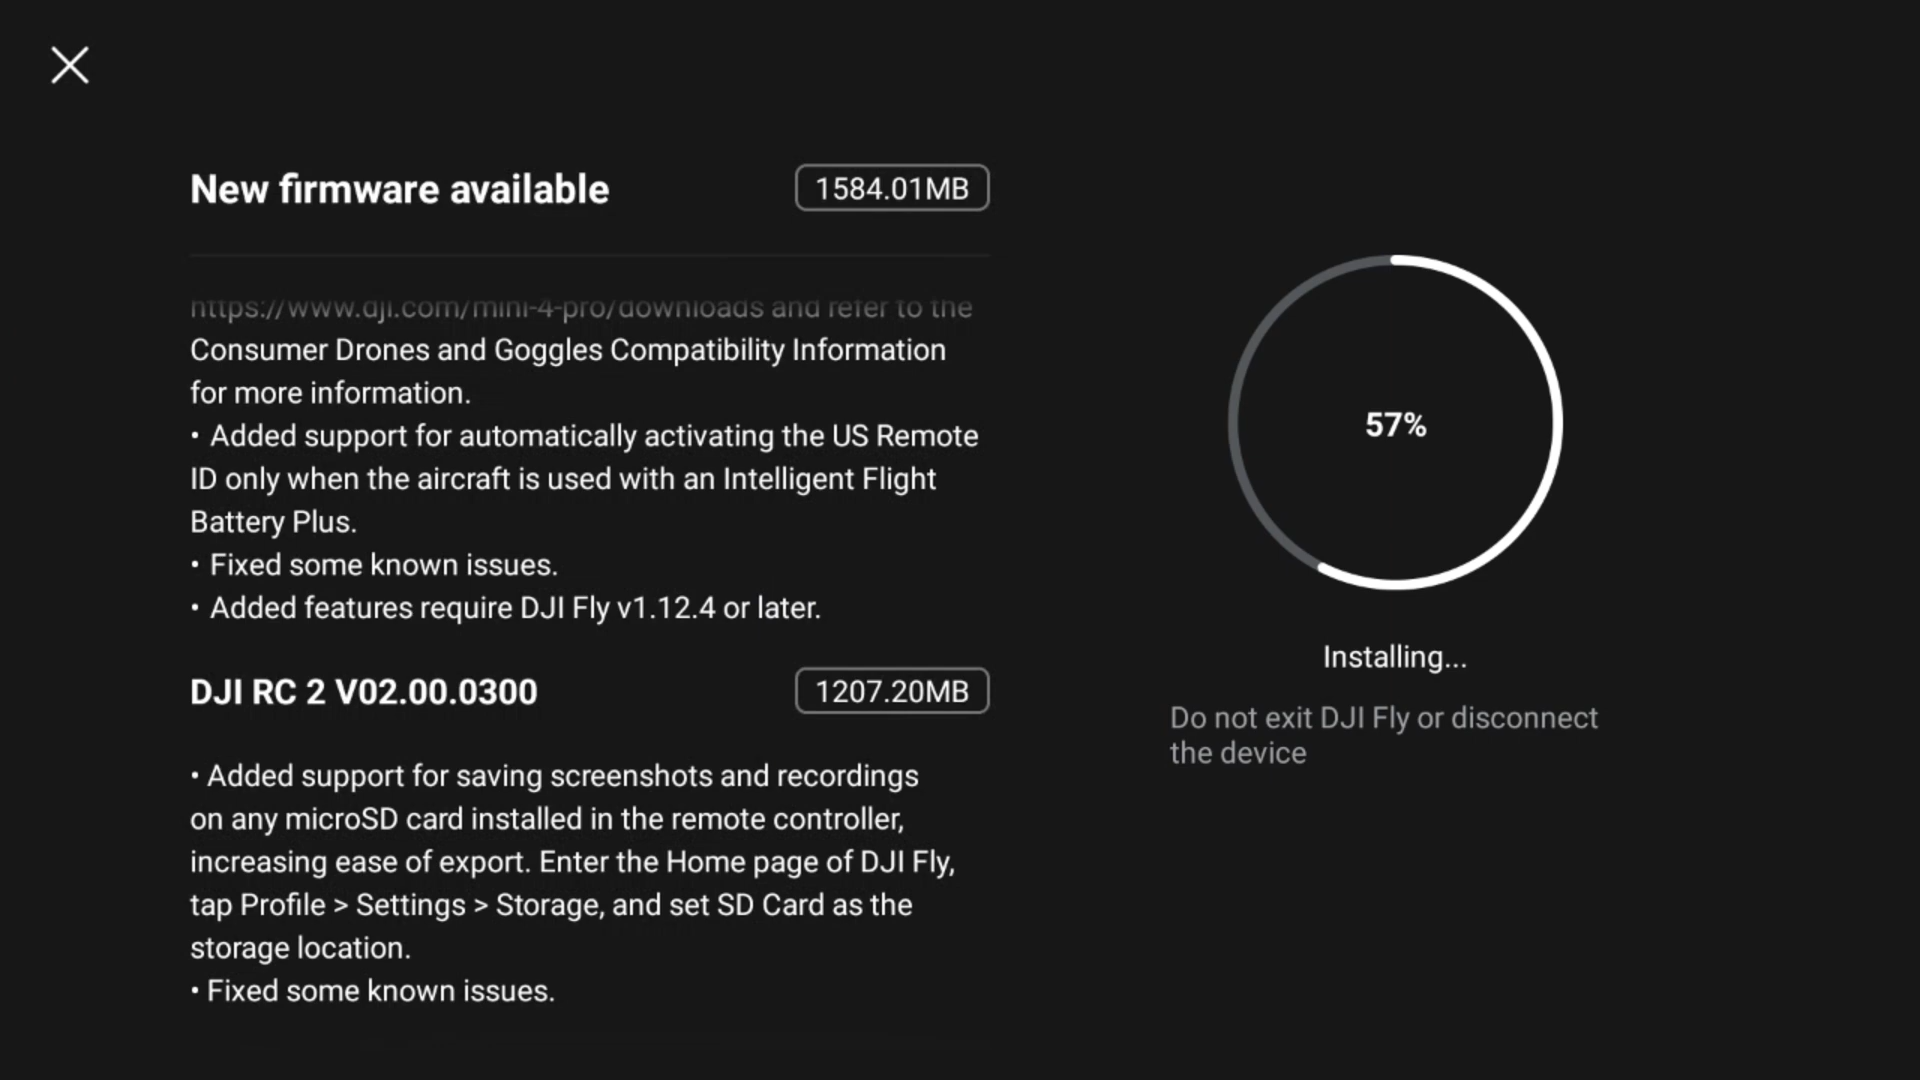 New firmware available
1584.01MB
https://www.dji.com/mini-4-pro/downloads and refer to the
Consumer Drones and Goggles Compatibility Information
for more information.
• Added support for automatically activating the US Remote
ID only when the aircraft is used with an Intelligent Flight
Battery Plus.
• Fixed some known issues.
• Added features require DJI Fly v1.12.4 or later.
DJI RC 2 V02.00.0300
1207.20MB
• Added support for saving screenshots and recordings
on any microSD card installed in the remote controller,
increasing ease of export. Enter the Home page of DJI Fly,
tap Profile > Settings > Storage, and set SD Card as the
storage location.
• Fixed some known issues.
57%
Installing...
Do not exit DJI Fly or disconnect
the device